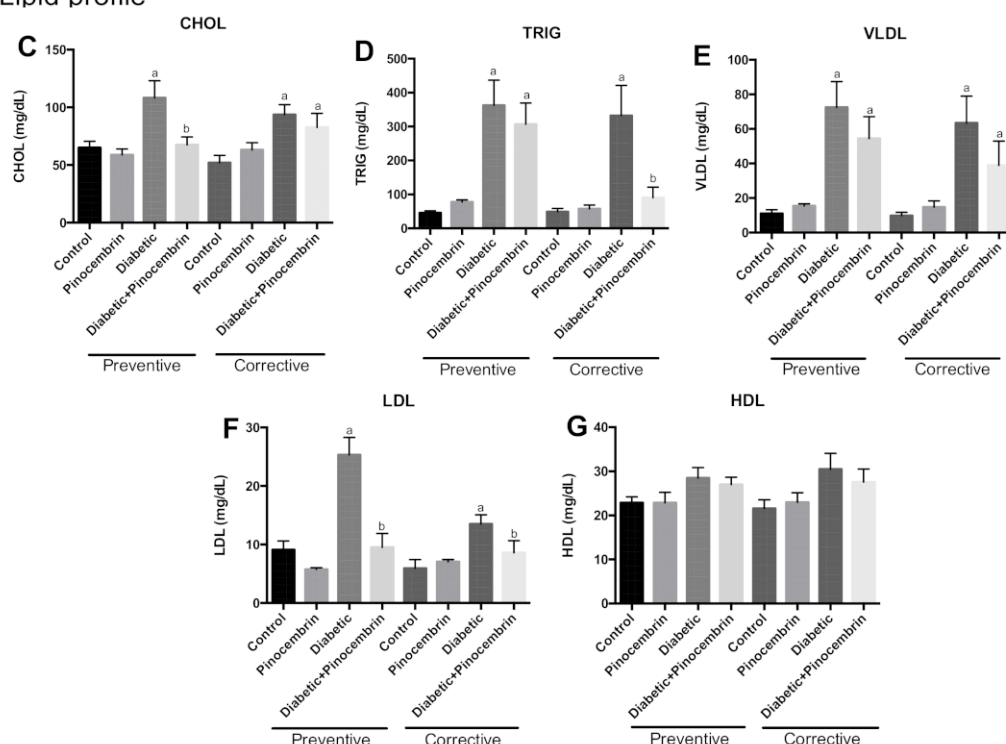 Lipid profile
C
CHOL
CHOL (mg/dL)
150
100
50
0
a
b
a
a
Control
Pinocembrin
Diabetic
Diabetic+Pinocembrin
Control
Pinocembrin
Diabetic
Diabetic+Pinocembrin
Preventive
Corrective
D
TRIG
TRIG (mg/dL)
500
400
300
200
100
0
a
a
a
b
Control
Pinocembrin
Diabetic
Diabetic+Pinocembrin
Control
Pinocembrin
Diabetic
Diabetic+Pinocembrin
Preventive
Corrective
E
VLDL
VLDL (mg/dL)
100
80
60
40
20
0
a
a
a
a
Control
Pinocembrin
Diabetic
Diabetic+Pinocembrin
Control
Pinocembrin
Diabetic
Diabetic+Pinocembrin
Preventive
Corrective
F
LDL
LDL (mg/dL)
30
20
10
0
a
b
a
b
Control
Pinocembrin
Diabetic
Diabetic+Pinocembrin
Control
Pinocembrin
Diabetic
Diabetic+Pinocembrin
Preventive
Corrective
G
HDL
HDL (mg/dL)
40
30
20
10
0
Control
Pinocembrin
Diabetic
Diabetic+Pinocembrin
Control
Pinocembrin
Diabetic
Diabetic+Pinocembrin
Preventive
Corrective